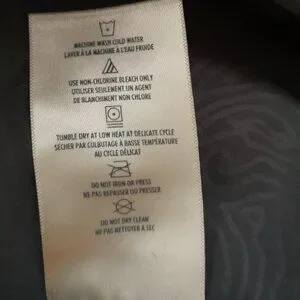 MACHINE WASH COLD WATER
LAVER À LA MACHINE À L'EAU FROIDE
USE NON-CHLORINE BLEACH ONLY
UTILISER SEULEMENT UN AGENT
DE BLANCHIMENT NON CHLORÉ
TUMBLE DRY AT LOW HEAT AT DELICATE CYCLE
SÉCHER PAR CULBUTAGE À BASSE TEMPÉRATURE
AU CYCLE DÉLICAT
DO NOT IRON OR PRESS
NE PAS REPASSER OU PRESSER
DO NOT DRY CLEAN
NE PAS NETTOYER À SEC